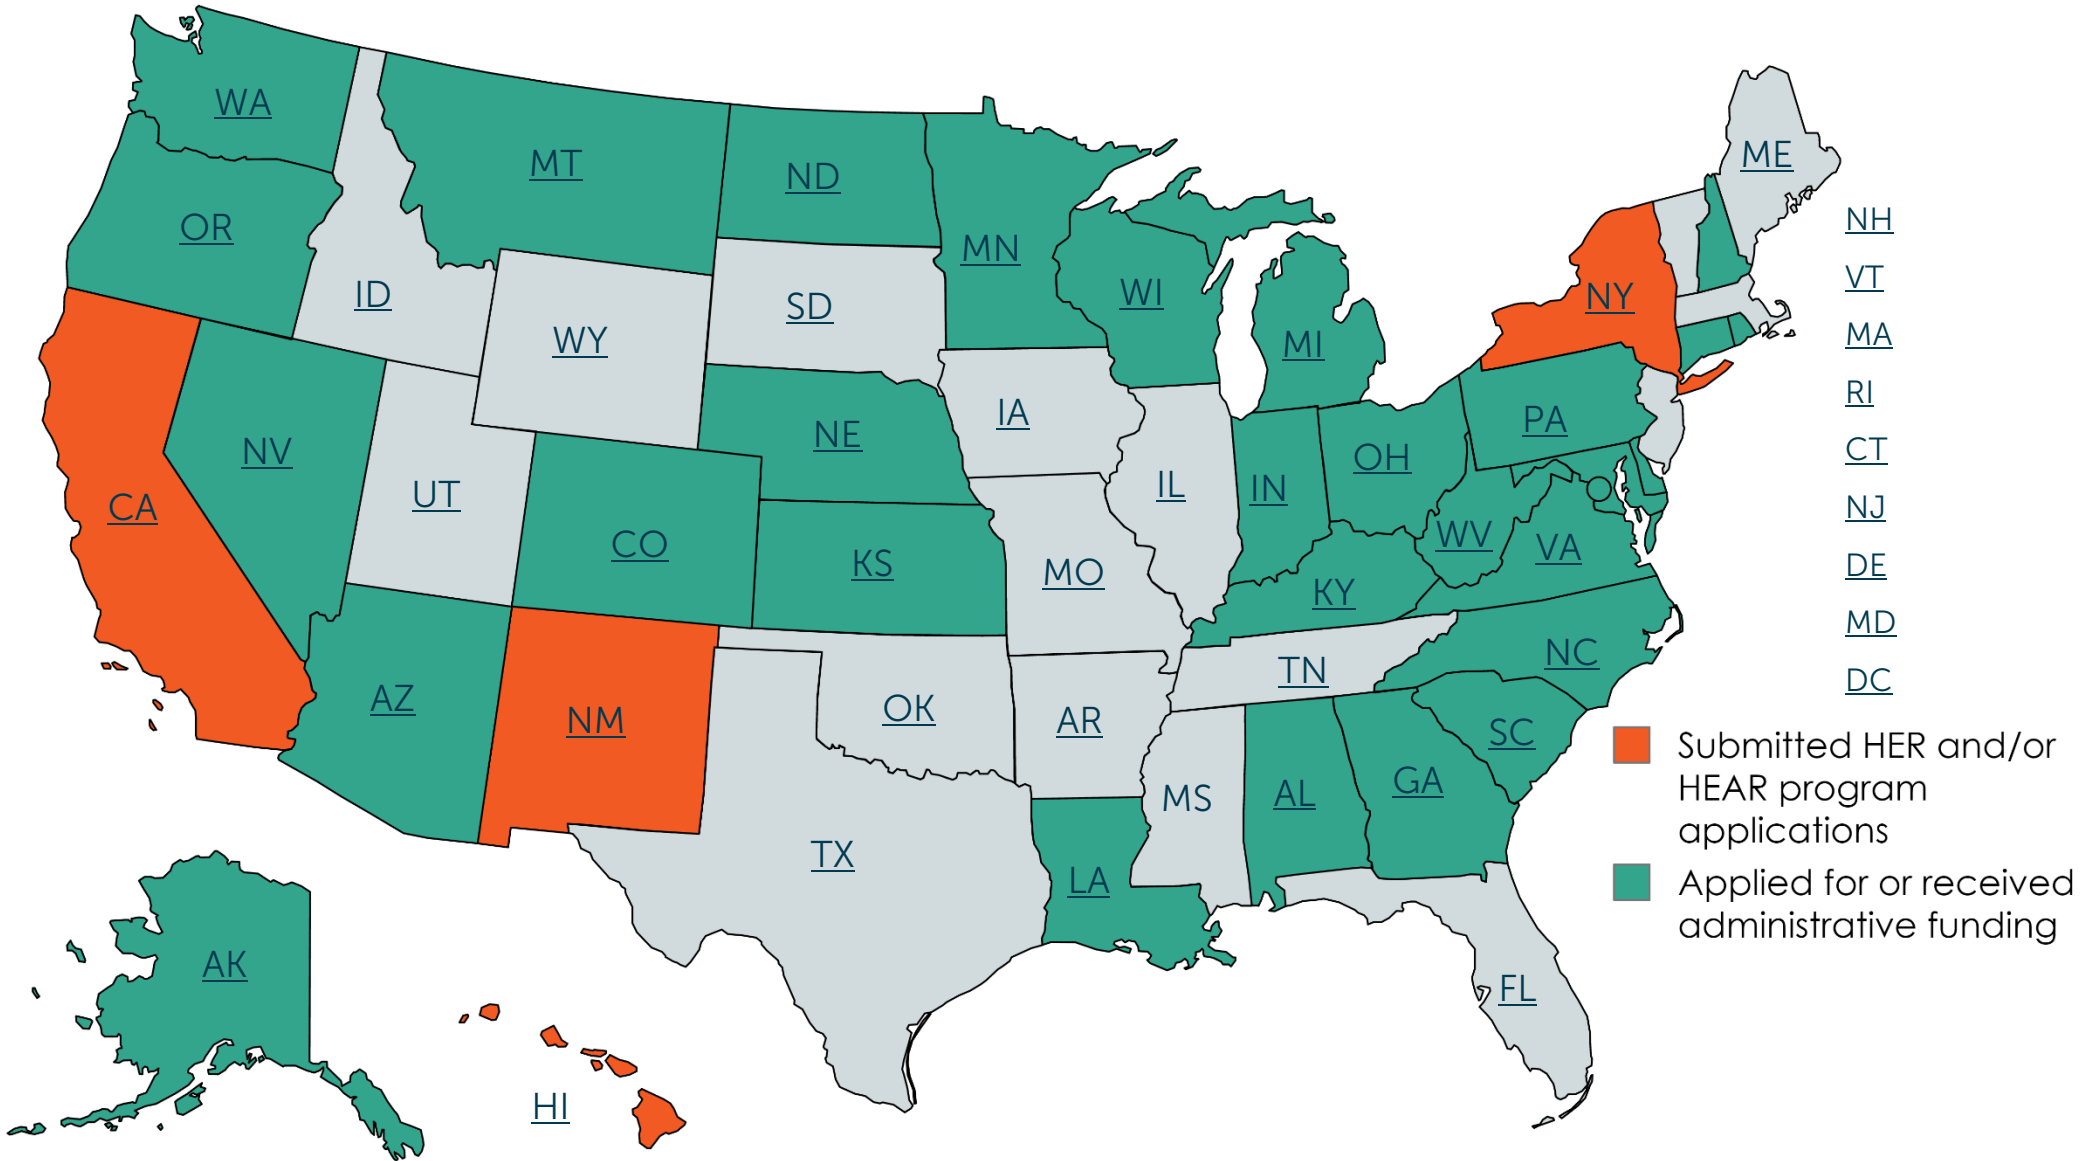 WA
MT
ND
MN
OR
ID
WY
SD
WI
MI
NY
ME
NH
VT
MA
RI
CT
NJ
DE
MD
DC
CA
NV
UT
CO
NE
KS
IA
IL
IN
OH
PA
MO
KY
WV
VA
AZ
NM
OK
AR
TN
NC
SC
TX
LA
MS
AL
GA
FL
AK
HI
Submitted HER and/or
HEAR program
applications
Applied for or received
administrative funding